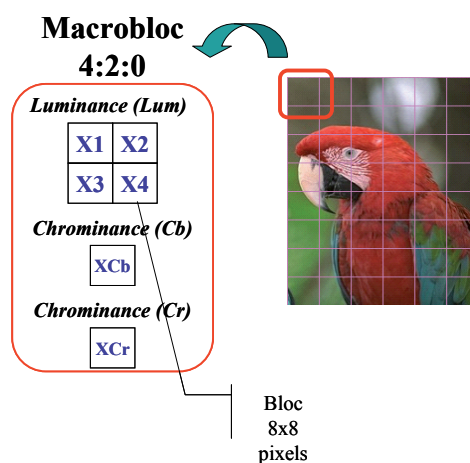 Macrobloc
4:2:0
Luminance (Lum)
X1 X2
X3 X4
Chrominance (Cb)
XCb
Chrominance (Cr)
XCr
Bloc
8x8
pixels